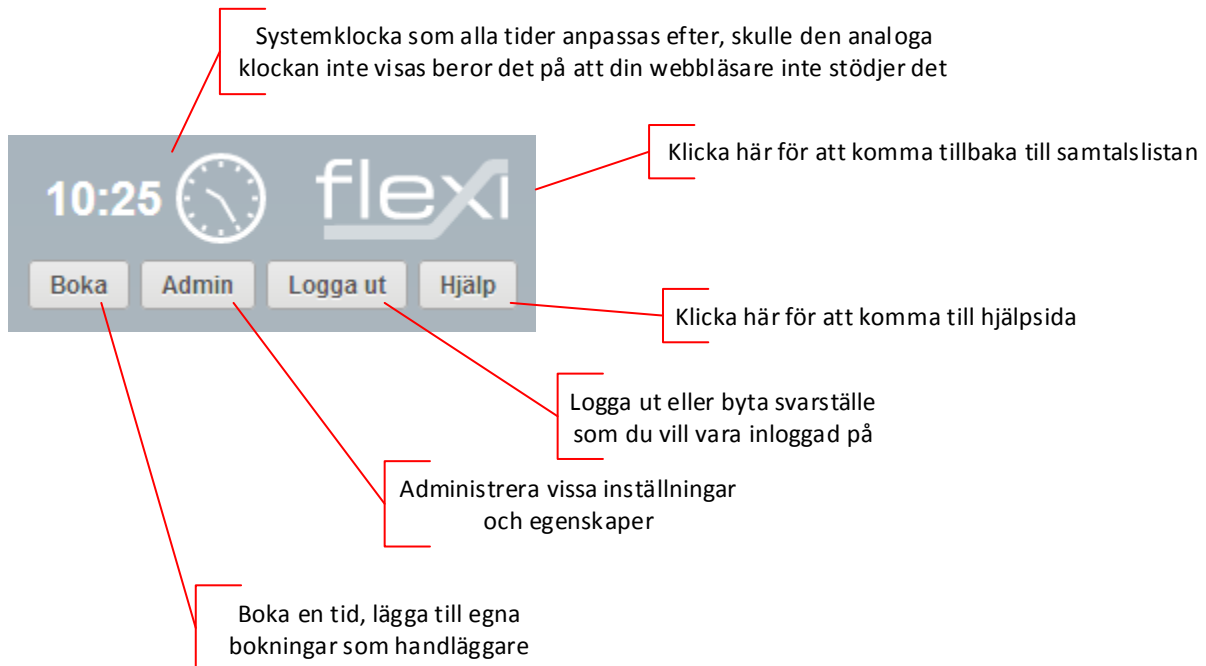 Systemklocka som alla tider anpassas efter, skulle den analoga
klockan inte visas beror det på att din webbläsare inte stödjer det
Klicka här för att komma tillbaka till samtalslistan
10:25
flexi
Boka
Admin
Logga ut
Hjälp
Klicka här för att komma till hjälpsida
Logga ut eller byta svarställe
som du vill vara inloggad på
Administrera vissa inställningar
och egenskaper
Boka en tid, lägga till egna
bokningar som handläggare